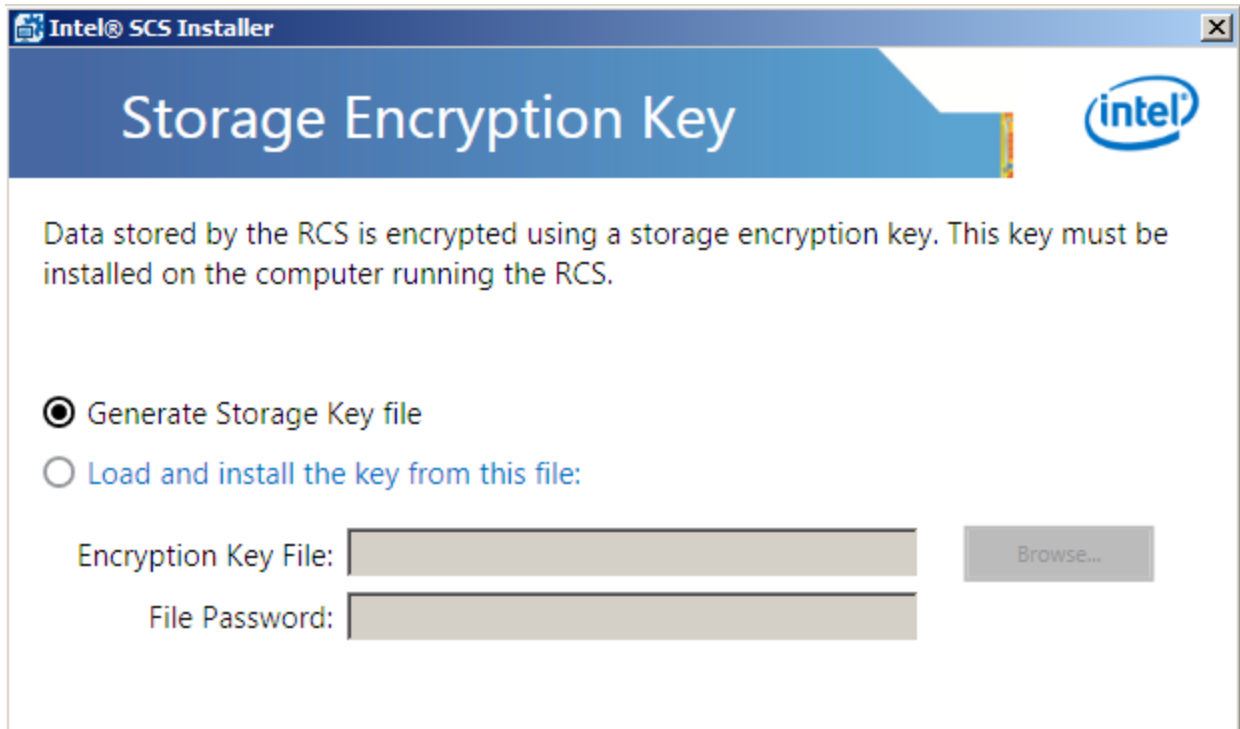 Intel® SCS Installer
Storage Encryption Key
intel®
Data stored by the RCS is encrypted using a storage encryption key. This key must be
installed on the computer running the RCS.
Generate Storage Key file
Load and install the key from this file:
Encryption Key File:
Browse...
File Password: